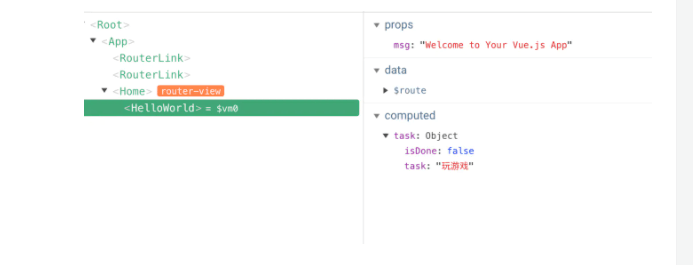 <Root>
<App>
<RouterLink>
<RouterLink>
<Home> router-view
<HelloWorld> = $vm0
props
msg: "Welcome to Your Vue.js App"
data
$route
computed
task: Object
isDone: false
task: "玩游戏"